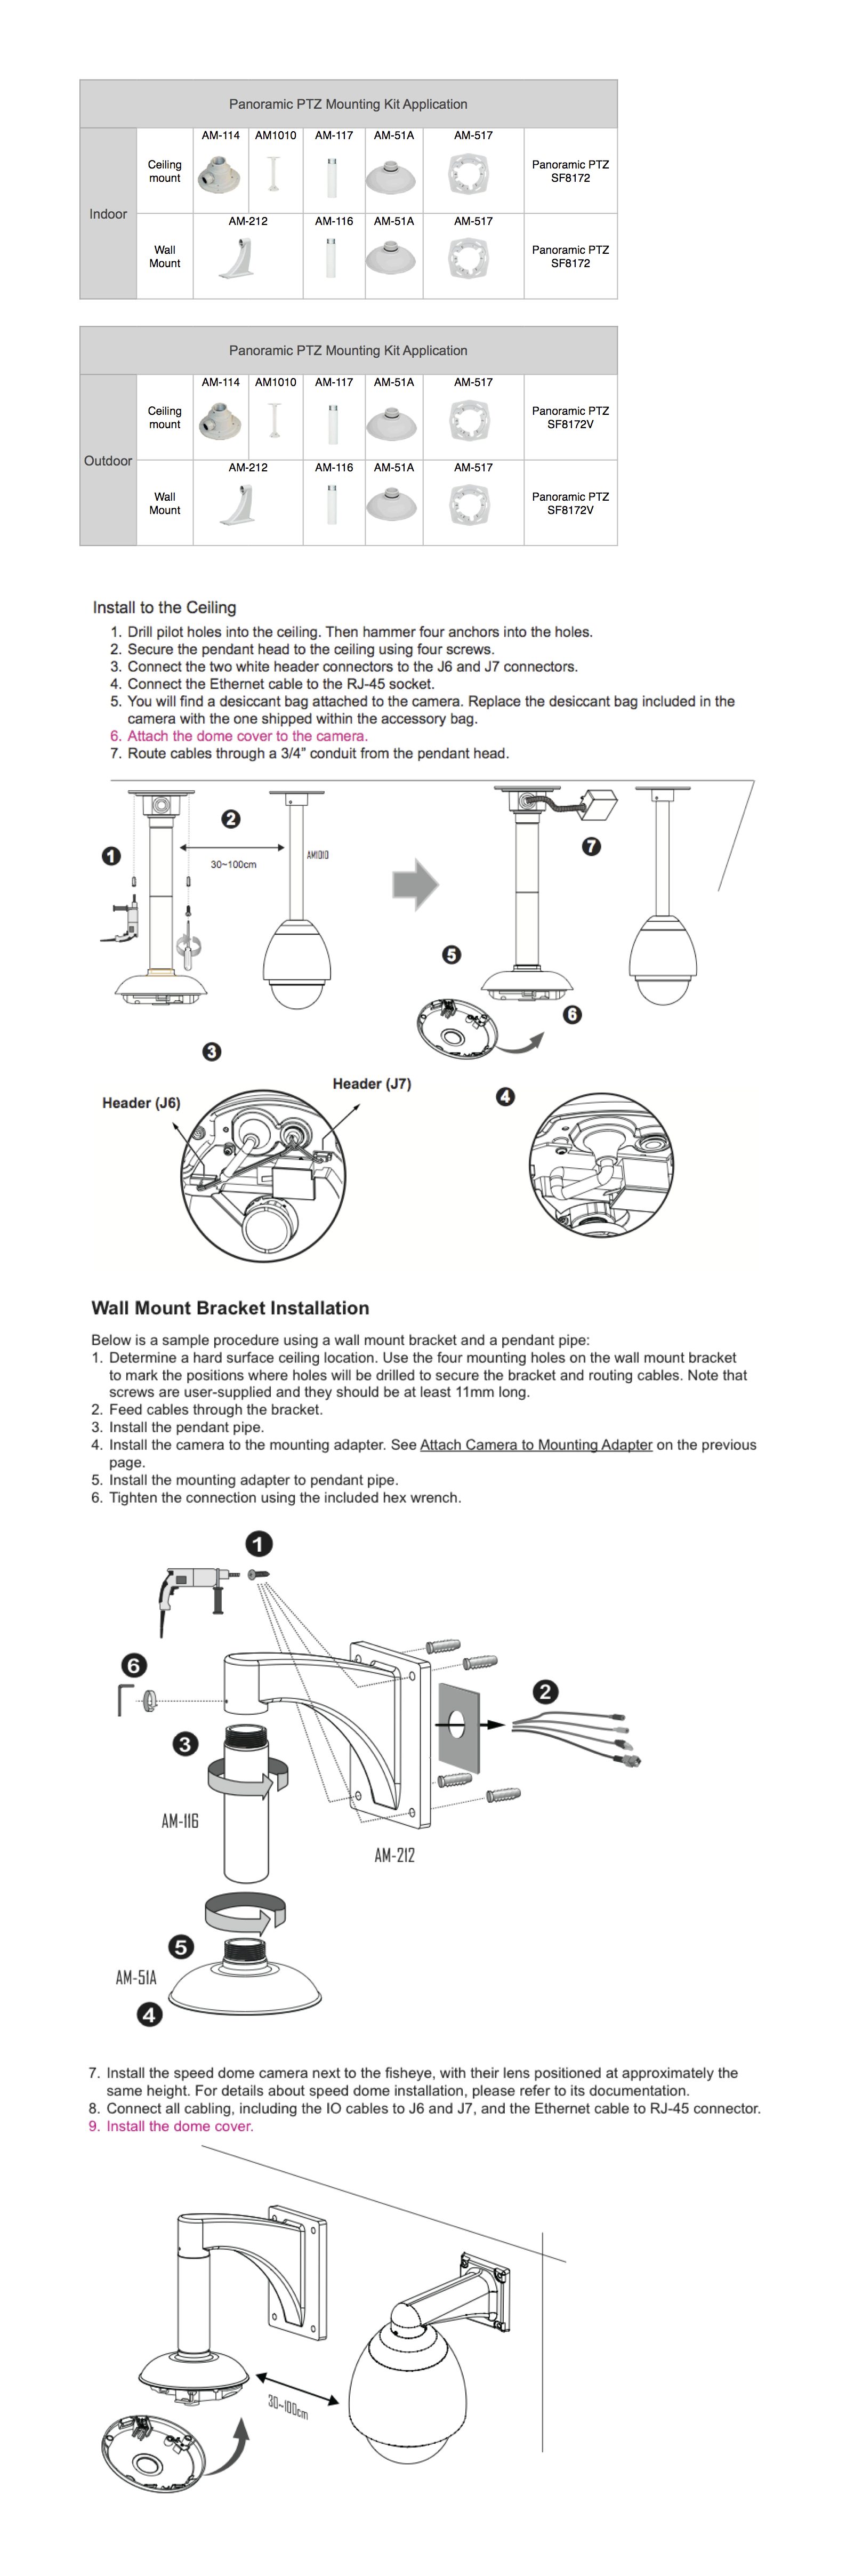 Panoramic PTZ Mounting Kit Application
Indoor
Ceiling mount
AM-114 AM1010 AM-117 AM-51A AM-517
Panoramic PTZ
SF8172
Wall
Mount
AM-212 AM-116 AM-51A AM-517
Panoramic PTZ
SF8172
Panoramic PTZ Mounting Kit Application
Outdoor
Ceiling
mount
AM-114 AM1010 AM-117 AM-51A AM-517
Panoramic PTZ
SF8172V
Wall
Mount
AM-212 AM-116 AM-51A AM-517
Panoramic PTZ
SF8172V
Install to the Ceiling
1. Drill pilot holes into the ceiling. Then hammer four anchors into the holes.
2. Secure the pendant head to the ceiling using four screws.
3. Connect the two white header connectors to the J6 and J7 connectors.
4. Connect the Ethernet cable to the RJ-45 socket.
5. You will find a desiccant bag attached to the camera. Replace the desiccant bag included in the
camera with the one shipped within the accessory bag.
6. Attach the dome cover to the camera.
7. Route cables through a 3/4" conduit from the pendant head.
2
1
30~100cm
AM1010
7
5
6
3
Header (J7)
Header (J6)
4
Wall Mount Bracket Installation
Below is a sample procedure using a wall mount bracket and a pendant pipe:
1. Determine a hard surface ceiling location. Use the four mounting holes on the wall mount bracket
to mark the positions where holes will be drilled to secure the bracket and routing cables. Note that
screws are user-supplied and they should be at least 11mm long.
2. Feed cables through the bracket.
3. Install the pendant pipe.
4. Install the camera to the mounting adapter. See Attach Camera to Mounting Adapter on the previous
page.
5. Install the mounting adapter to pendant pipe.
6. Tighten the connection using the included hex wrench.
1
6
2
3
AM-116
AM-212
5
AM-51A
4
7. Install the speed dome camera next to the fisheye, with their lens positioned at approximately the
same height. For details about speed dome installation, please refer to its documentation.
8. Connect all cabling, including the IO cables to J6 and J7, and the Ethernet cable to RJ-45 connector.
9. Install the dome cover.
30~100cm